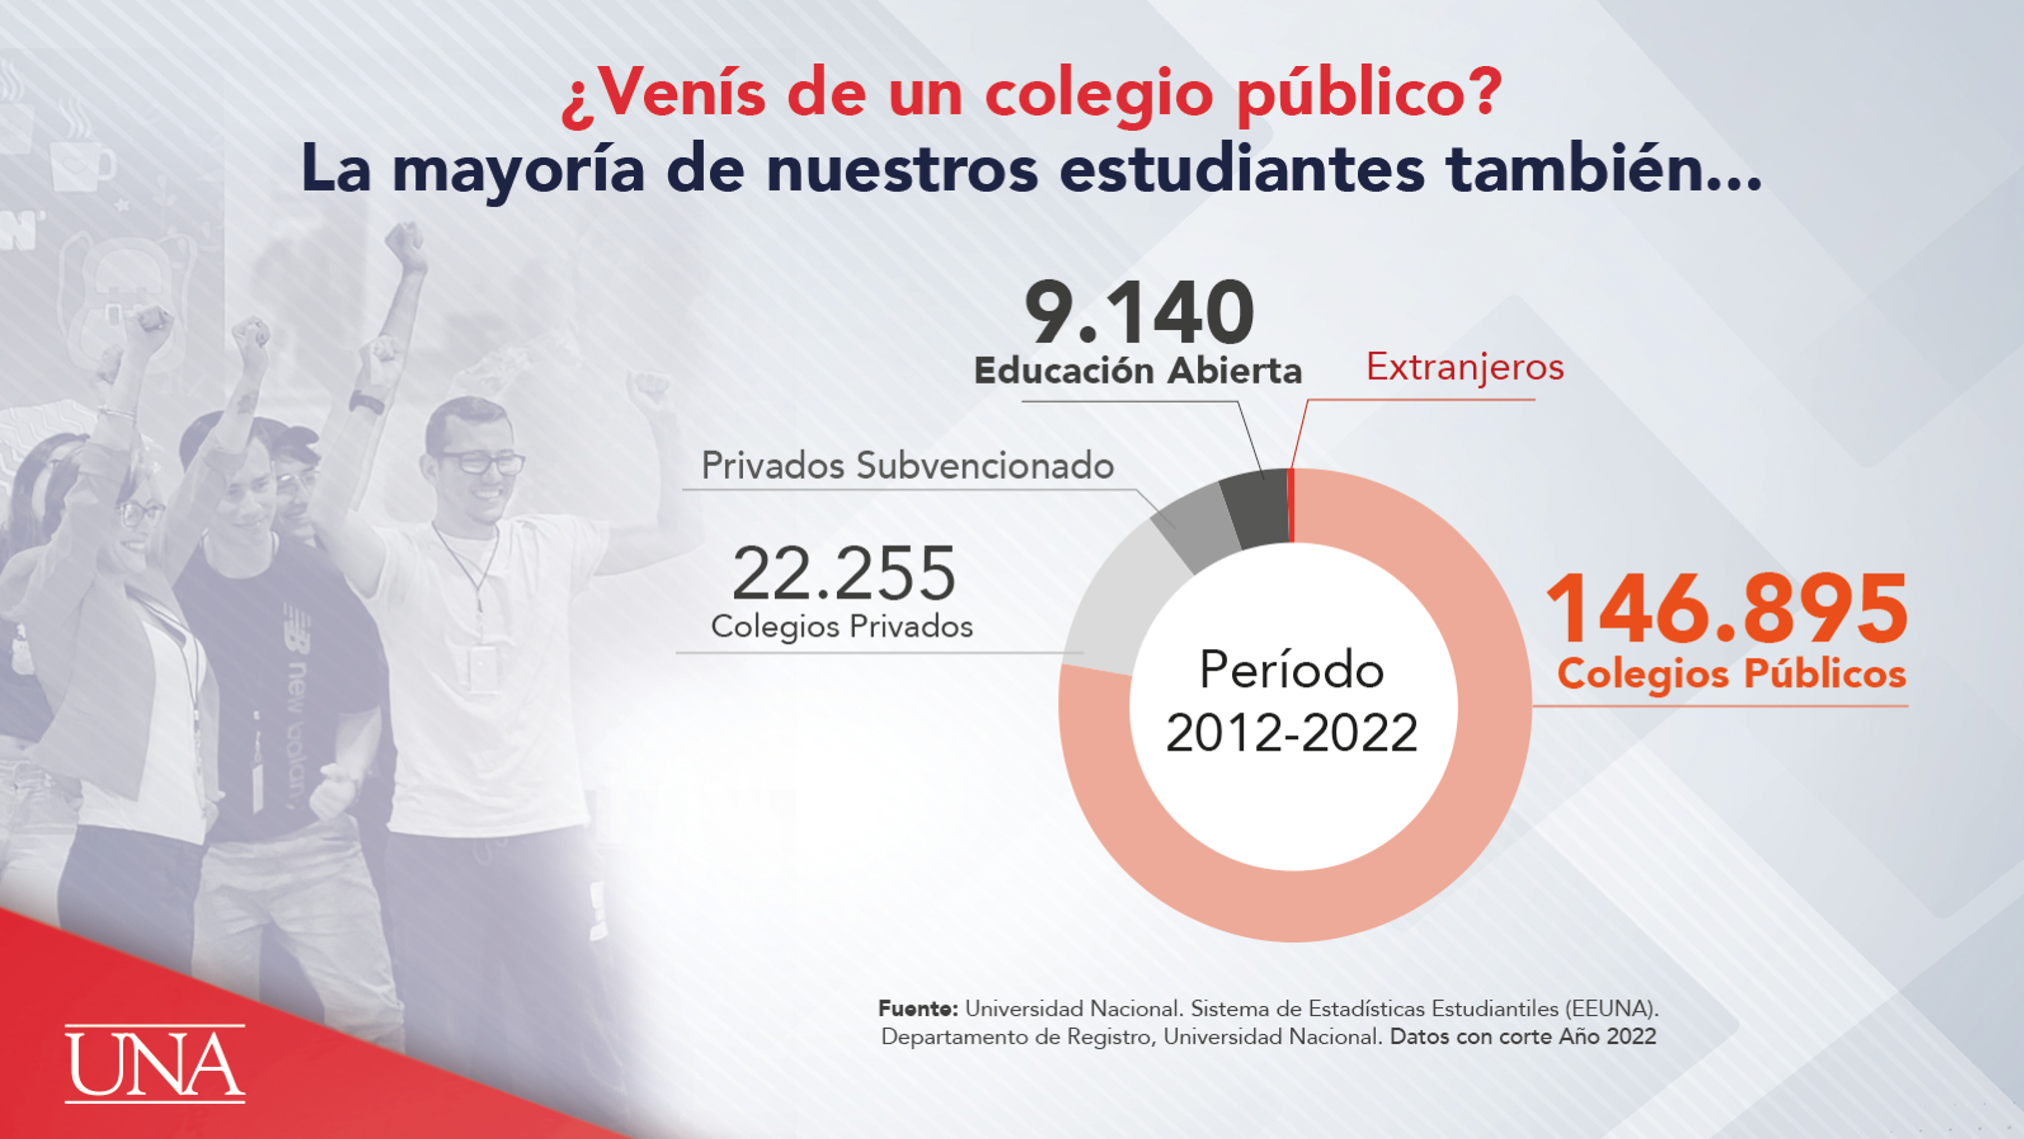 ¿Venís de un colegio público?
La mayoría de nuestros estudiantes también...
9.140
Educación Abierta
Extranjeros
Privados Subvencionado
22.255
Colegios Privados
146.895
Colegios Públicos
Período
2012-2022
Fuente: Universidad Nacional. Sistema de Estadísticas Estudiantiles (EEUNA).
Departamento de Registro, Universidad Nacional. Datos con corte Año 2022
UNA
new balance